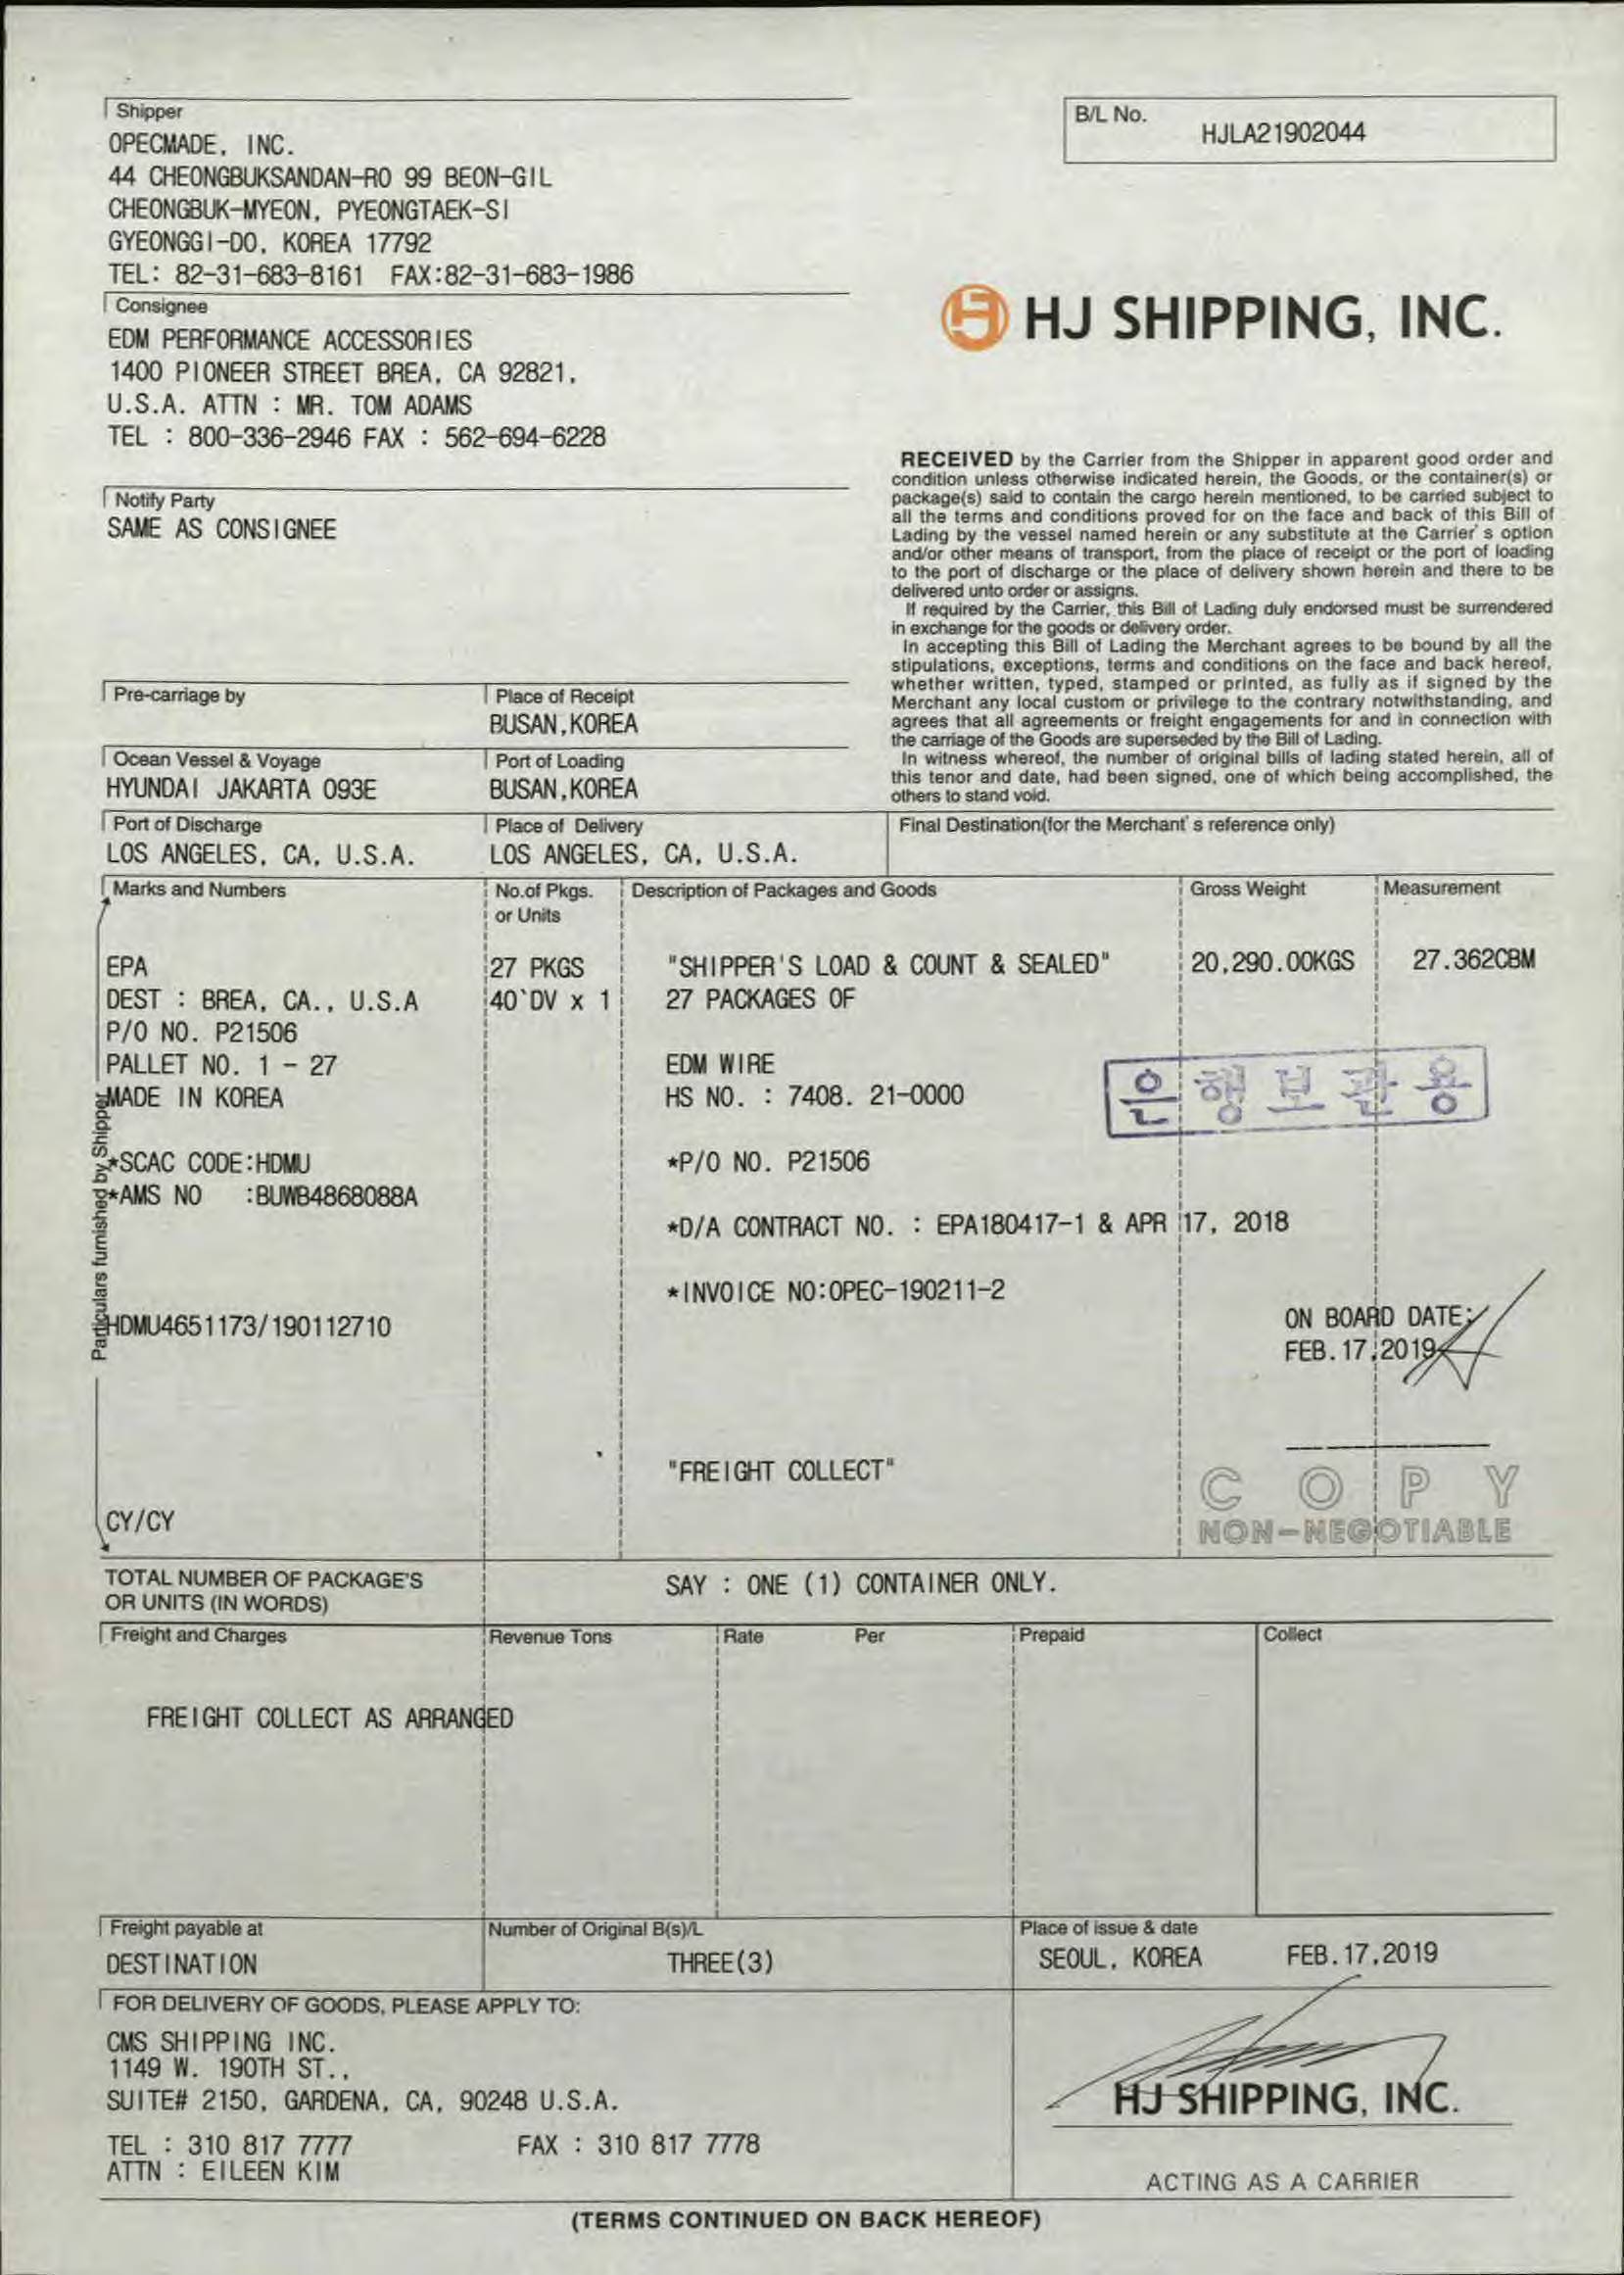 Shipper
OPECMADE, INC.
44 CHEONGBUKSANDAN-RO 99 BEON-GIL
CHEONGBUK-MYEON, PYEONGTAEK-SI
GYEONGGI-DO, KOREA 17792
TEL: 82-31-683-8161 FAX:82-31-683-1986
B/L No.
HJLA21902044
Consignee
EDM PERFORMANCE ACCESSORIES
1400 PIONEER STREET BREA, CA 92821,
U.S.A. ATTN : MR. TOM ADAMS
TEL : 800-336-2946 FAX : 562-694-6228
HJ SHIPPING, INC.
Notify Party
SAME AS CONSIGNEE
RECEIVED by the Carrier from the Shipper in apparent good order and
condition unless otherwise indicated herein, the Goods, or the container(s) or
package(s) said to contain the cargo herein mentioned, to be carried subject to
all the terms and conditions proved for on the face and back of this Bill of
Lading by the vessel named herein or any substitute at the Carrier's option
and/or other means of transport, from the place of receipt or the port of loading
to the port of discharge or the place of delivery shown herein and there to be
delivered unto order or assigns.
If required by the Carrier, this Bill of Lading duly endorsed must be surrendered
in exchange for the goods or delivery order.
In accepting this Bill of Lading the Merchant agrees to be bound by all the
stipulations, exceptions, terms and conditions on the face and back hereof,
whether written, typed, stamped or printed, as fully as if signed by the
Merchant any local custom or privilege to the contrary notwithstanding, and
agrees that all agreements or freight engagements for and in connection with
the carriage of the Goods are superseded by the Bill of Lading.
In witness whereof, the number of original bills of lading stated herein, all of
this tenor and date, had been signed, one of which being accomplished, the
others to stand void.
Pre-carriage by
Place of Receipt
BUSAN,KOREA
Ocean Vessel & Voyage
HYUNDAI JAKARTA 093E
Port of Loading
BUSAN,KOREA
Port of Discharge
LOS ANGELES, CA, U.S.A.
Place of Delivery
LOS ANGELES, CA, U.S.A.
Final Destination(for the Merchant's reference only)
Marks and Numbers
No.of Pkgs.
or Units
Description of Packages and Goods
Gross Weight
Measurement
EPA 27 PKGS "SHIPPER'S LOAD & COUNT & SEALED" 20,290.00KGS 27.362CBM
DEST : BREA, CA., U.S.A 40`DV x 1 27 PACKAGES OF
P/O NO. P21506
PALLET NO. 1 - 27 EDM WIRE
MADE IN KOREA HS NO. : 7408. 21-0000
은행보관용
*SCAC CODE:HDMU *P/O NO. P21506
*AMS NO :BUWB4868088A
*D/A CONTRACT NO. : EPA180417-1 & APR 17, 2018
*INVOICE NO:OPEC-190211-2
HDMU4651173/190112710
ON BOARD DATE:
FEB.17,2019
Particulars furnished by Shipper
"FREIGHT COLLECT"
COPY
NON-NEGOTIABLE
CY/CY
TOTAL NUMBER OF PACKAGE'S
OR UNITS (IN WORDS)
SAY : ONE (1) CONTAINER ONLY.
Freight and Charges
Revenue Tons
Rate
Per
Prepaid
Collect
FREIGHT COLLECT AS ARRANGED
Freight payable at
DESTINATION
Number of Original B(s)/L
THREE(3)
Place of issue & date
SEOUL, KOREA FEB.17,2019
FOR DELIVERY OF GOODS, PLEASE APPLY TO:
CMS SHIPPING INC.
1149 W. 190TH ST.,
SUITE# 2150, GARDENA, CA, 90248 U.S.A.
TEL : 310 817 7777 FAX : 310 817 7778
ATTN : EILEEN KIM
HJ SHIPPING, INC.
ACTING AS A CARRIER
(TERMS CONTINUED ON BACK HEREOF)